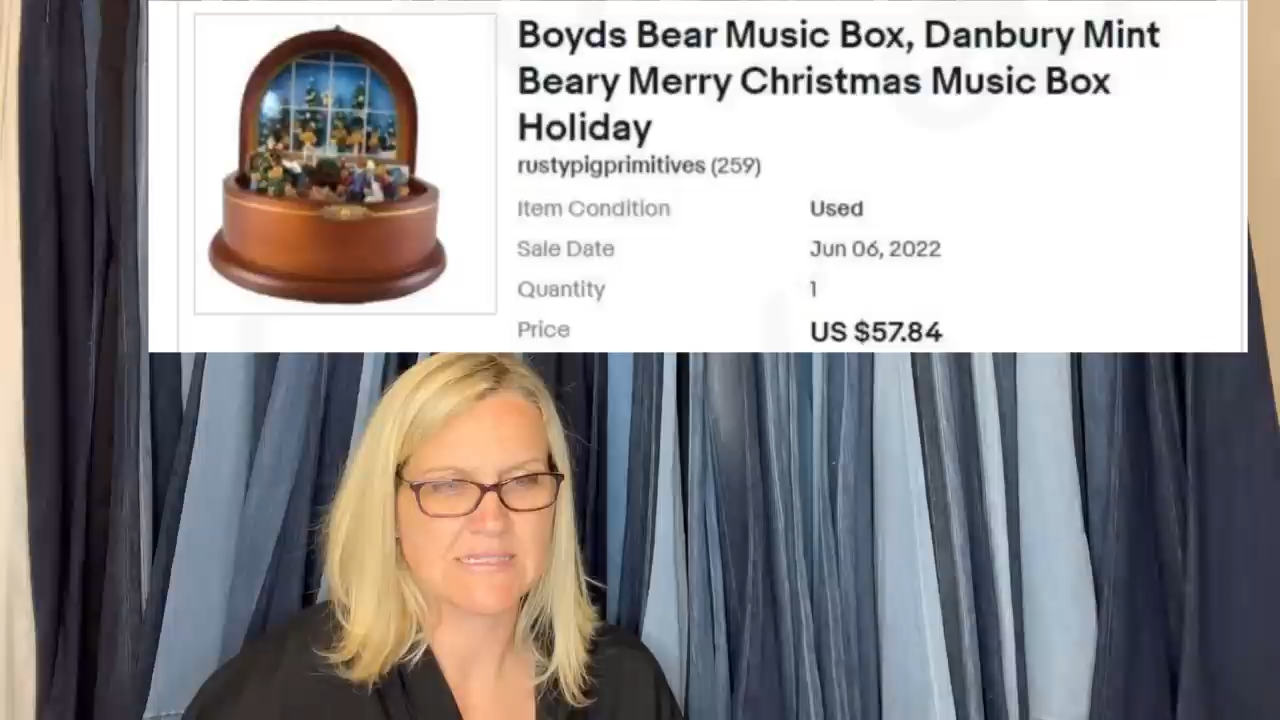 Boyds Bear Music Box, Danbury Mint
Beary Merry Christmas Music Box
Holiday
rustypigprimitives (259)
Item Condition Used
Sale Date Jun 06, 2022
Quantity 1
Price US $57.84